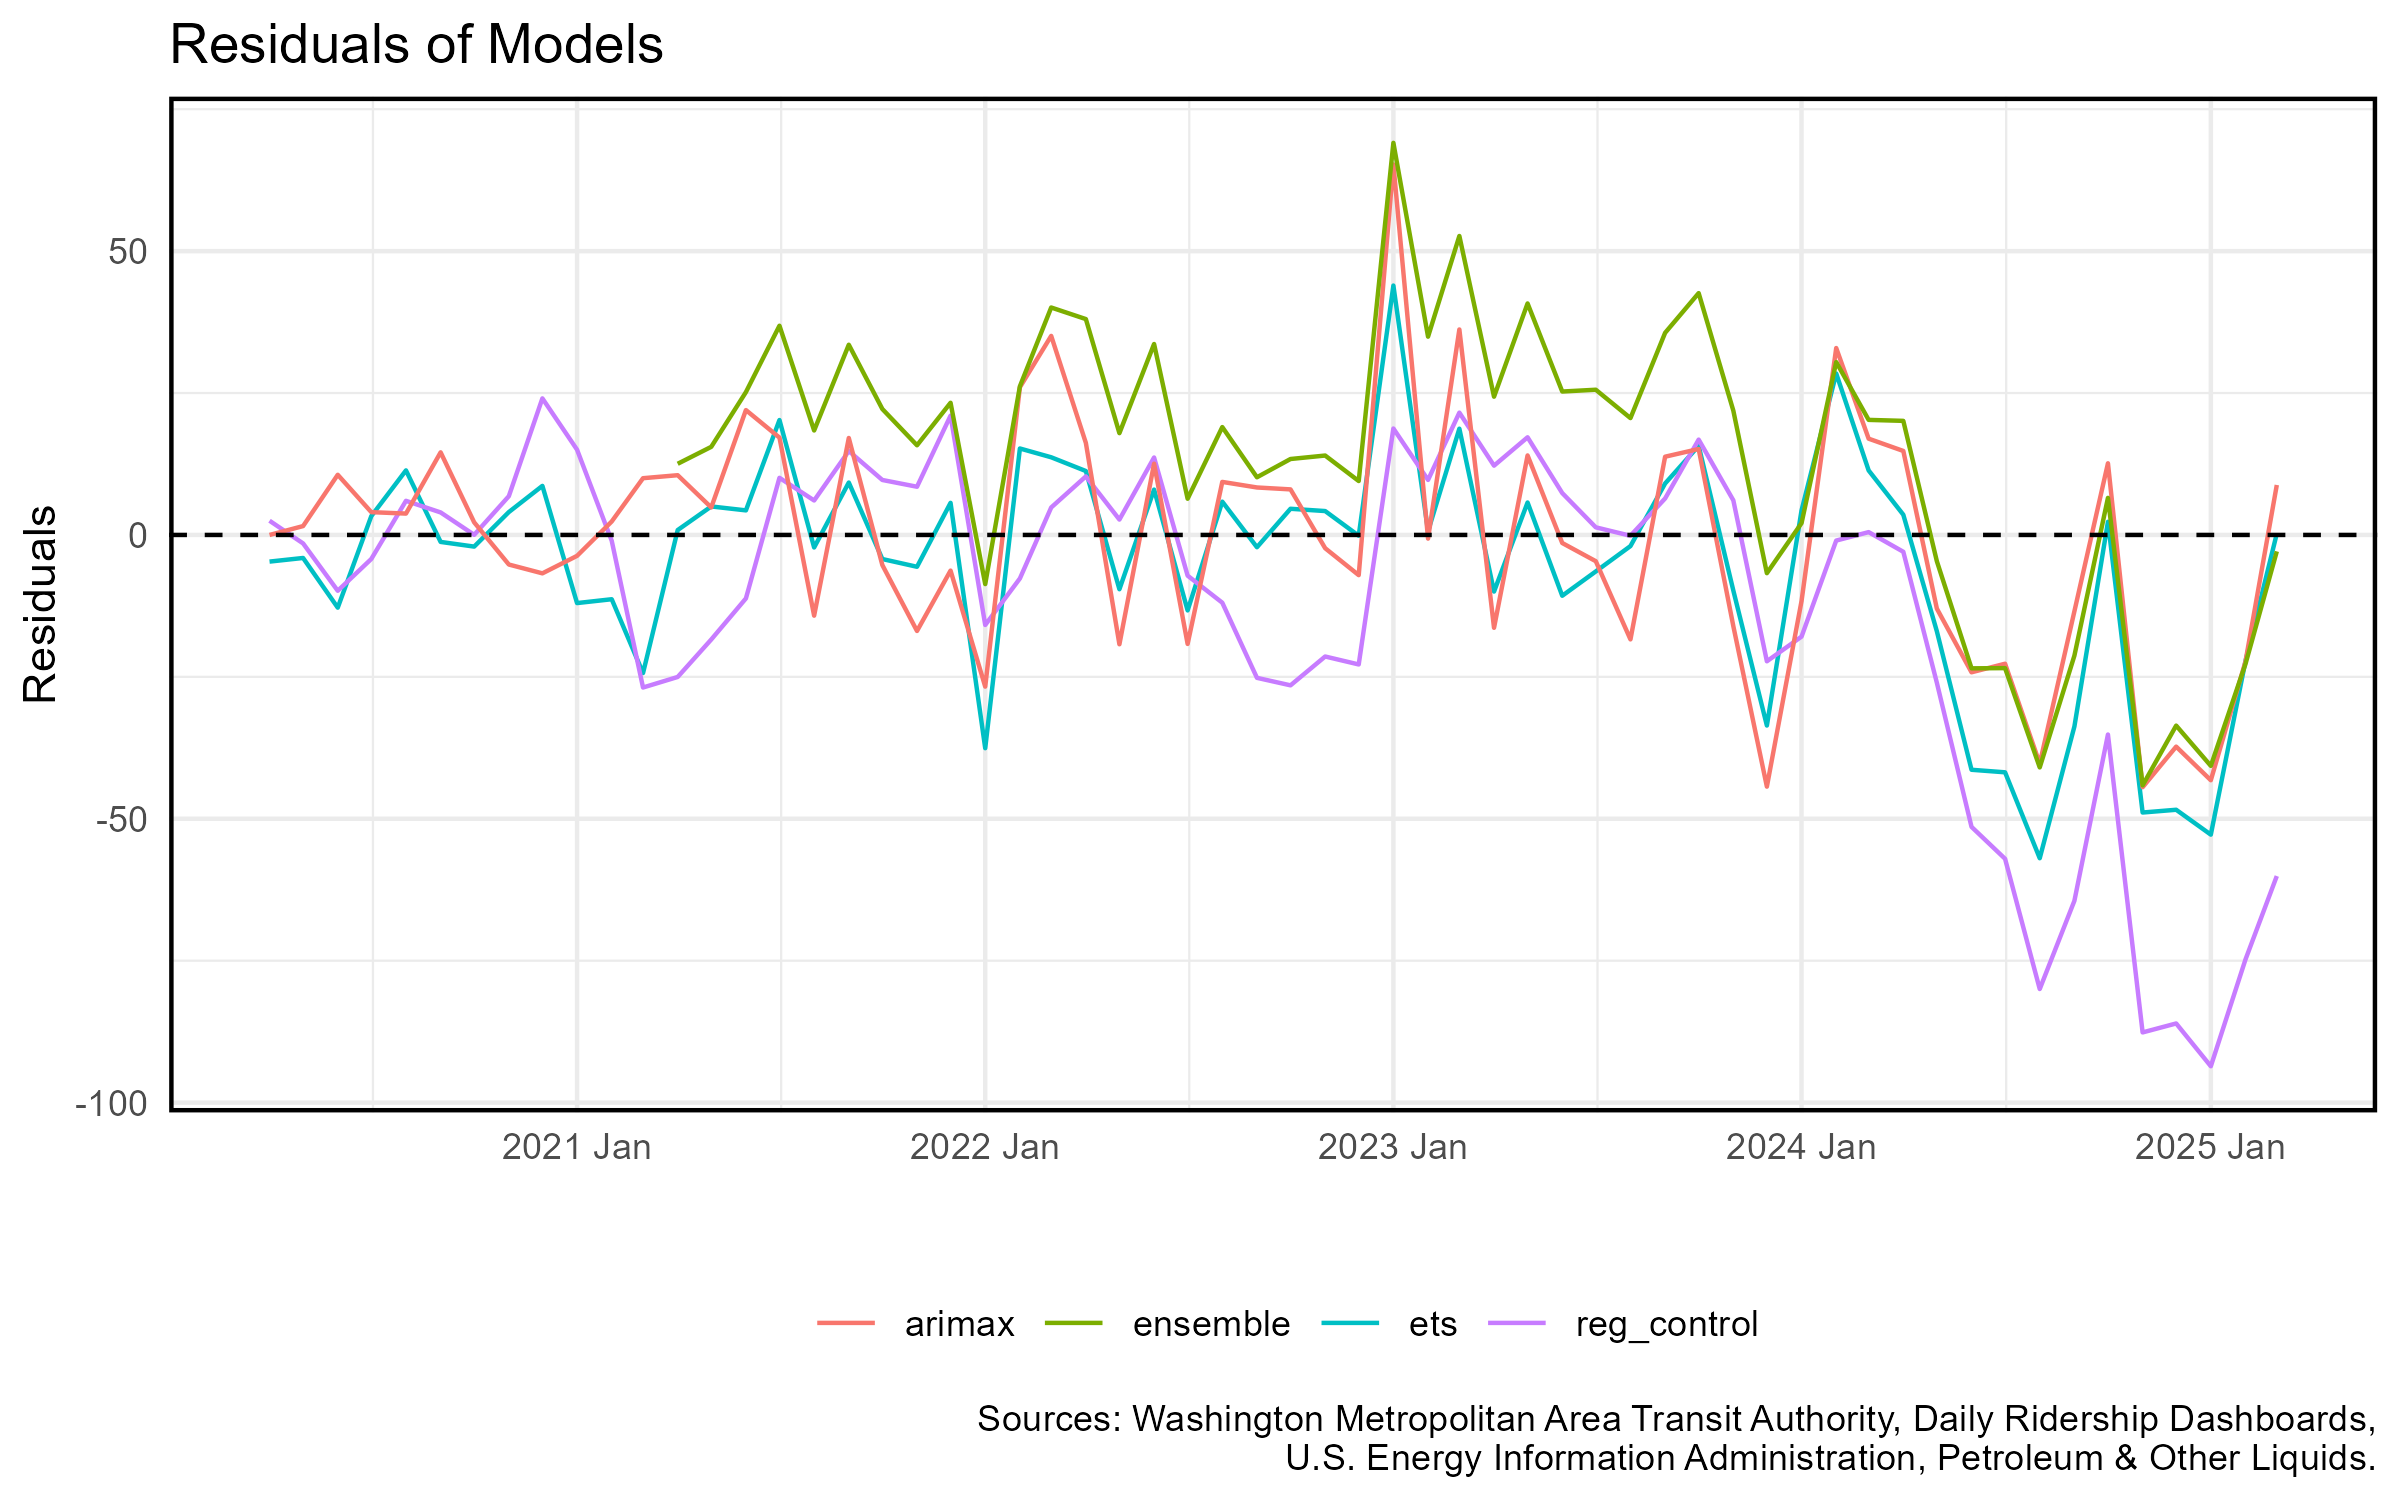 Residuals of Models
Residuals
50
0
-50
-100
2021 Jan
2022 Jan
2023 Jan
2024 Jan
2025 Jan
arimax
ensemble
ets
reg_control
Sources: Washington Metropolitan Area Transit Authority, Daily Ridership Dashboards,
U.S. Energy Information Administration, Petroleum & Other Liquids.